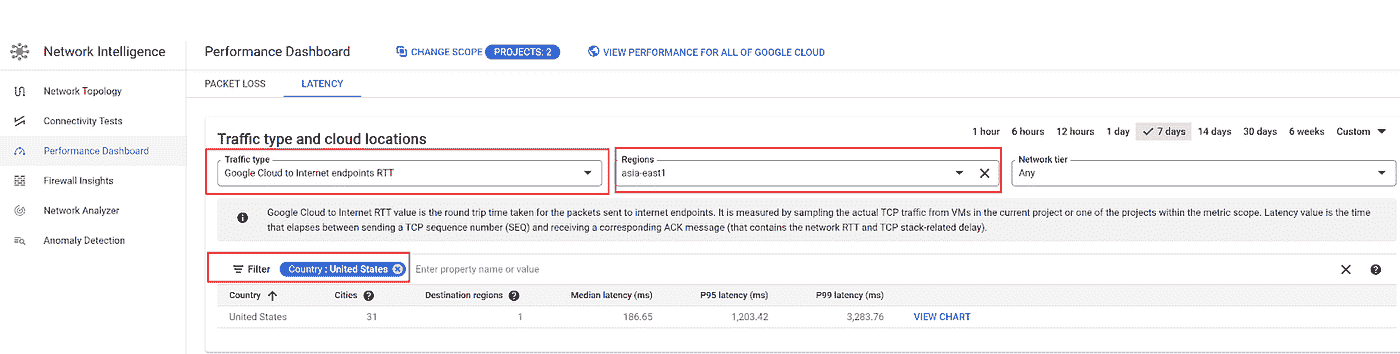 Network Intelligence
Performance Dashboard
CHANGE SCOPE
PROJECTS: 2
VIEW PERFORMANCE FOR ALL OF GOOGLE CLOUD
Network Topology
Connectivity Tests
Performance Dashboard
Firewall Insights
Network Analyzer
Anomaly Detection
PACKET LOSS
LATENCY
Traffic type and cloud locations
1 hour 6 hours 12 hours 1 day 7 days 14 days 30 days 6 weeks Custom
Traffic type
Google Cloud to Internet endpoints RTT
Regions
asia-east1
Network tier
Any
Google Cloud to Internet RTT value is the round trip time taken for the packets sent to internet endpoints. It is measured by sampling the actual TCP traffic from VMs in the current project or one of the projects within the metric scope. Latency value is the time
that elapses between sending a TCP sequence number (SEQ) and receiving a corresponding ACK message (that contains the network RTT and TCP stack-related delay).
Filter Country : United States Enter property name or value
Country Cities Destination regions Median latency (ms) P95 latency (ms) P99 latency (ms)
United States 31 1 186.65 1,203.42 3,283.76 VIEW CHART